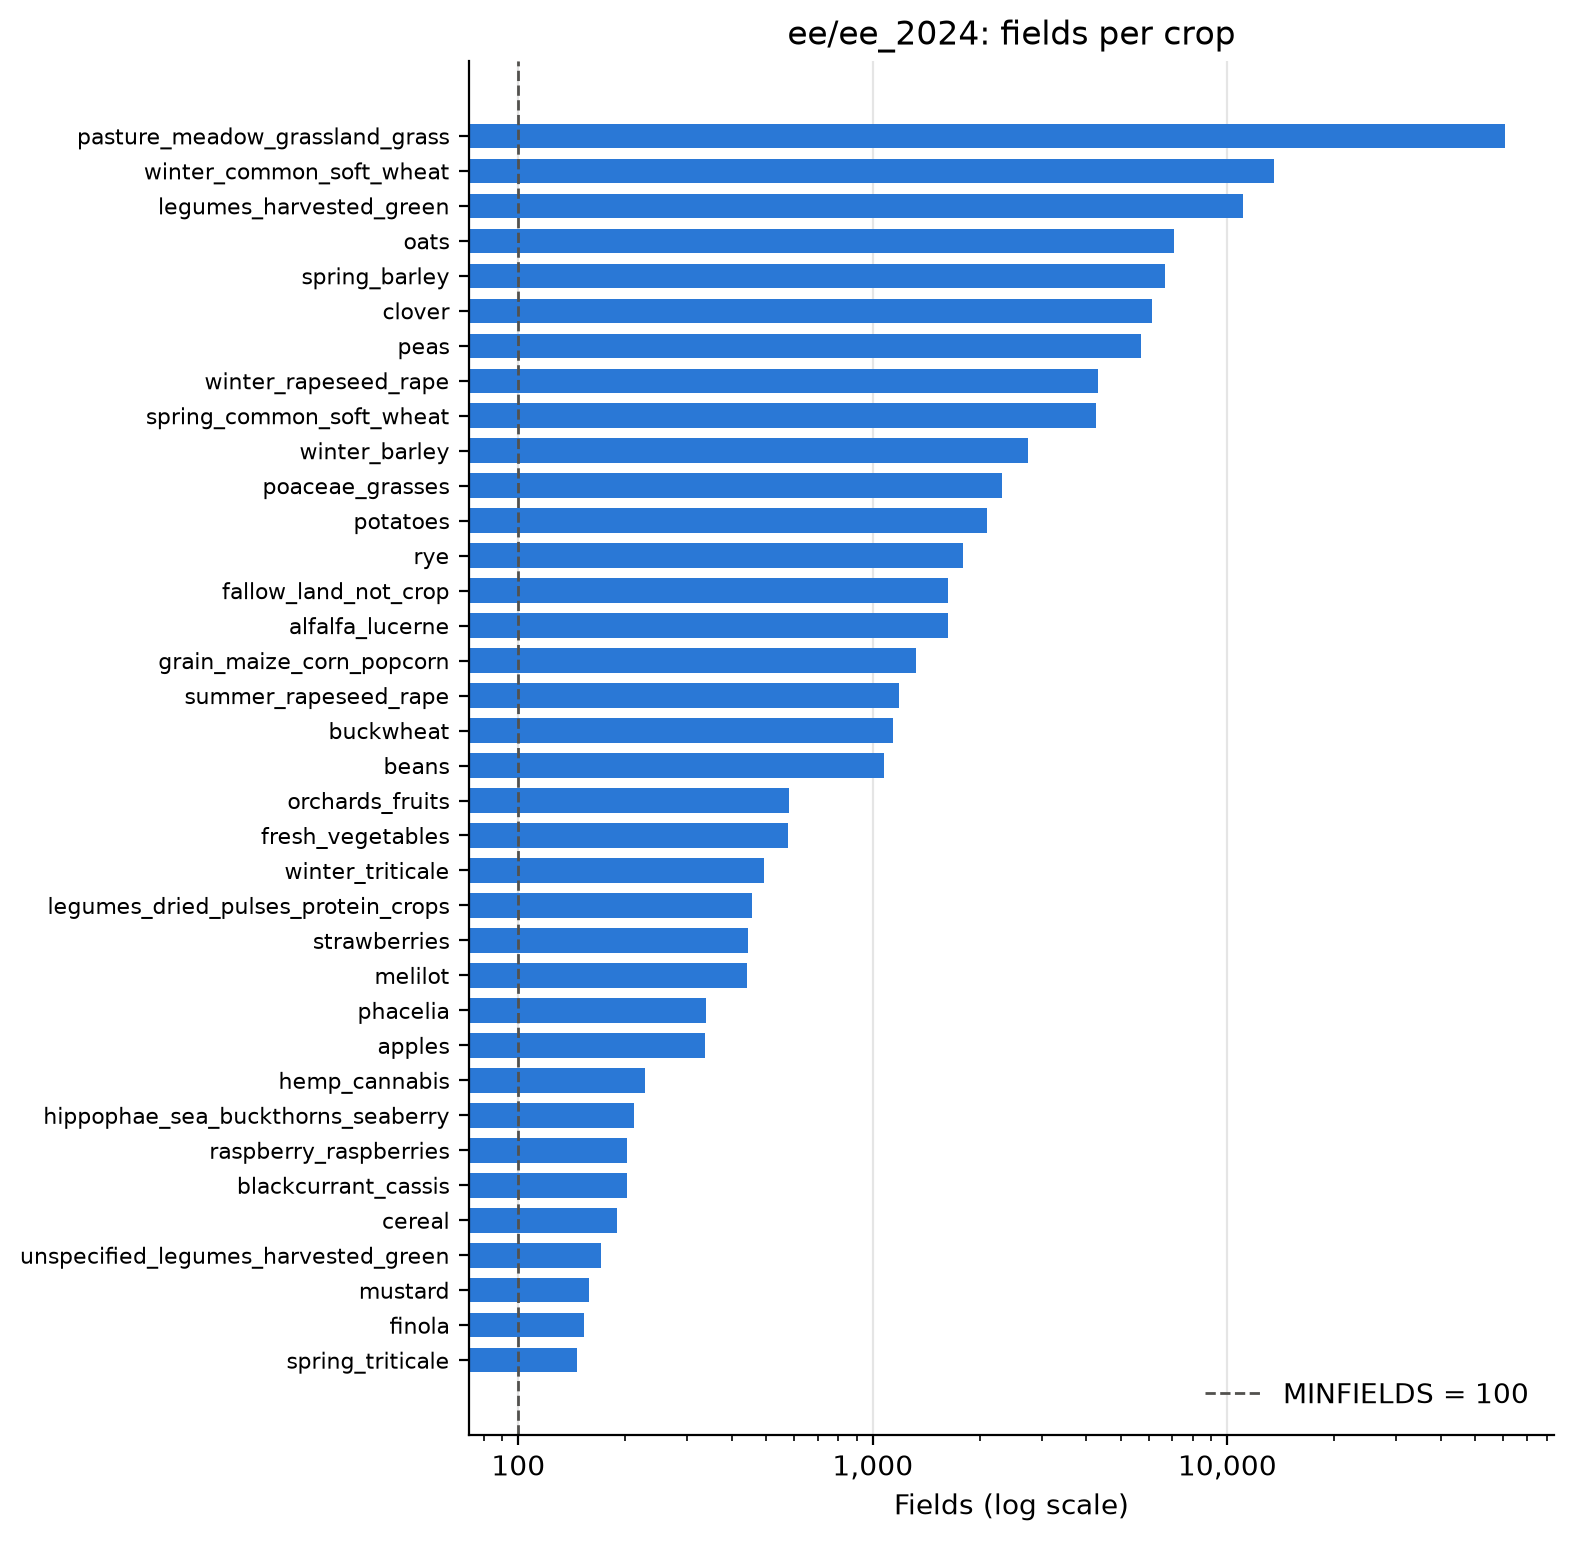 ee/ee_2024: fields per crop
pasture_meadow_grassland_grass
winter_common_soft_wheat
legumes_harvested_green
oats
spring_barley
clover
peas
winter_rapeseed_rape
spring_common_soft_wheat
winter_barley
poaceae_grasses
potatoes
rye
fallow_land_not_crop
alfalfa_lucerne
grain_maize_corn_popcorn
summer_rapeseed_rape
buckwheat
beans
orchards_fruits
fresh_vegetables
winter_triticale
legumes_dried_pulses_protein_crops
strawberries
melilot
phacelia
apples
hemp_cannabis
hippophae_sea_buckthorns_seaberry
raspberry_raspberries
blackcurrant_cassis
cereal
unspecified_legumes_harvested_green
mustard
finola
spring_triticale
MINFIELDS = 100
100 1,000 10,000
Fields (log scale)